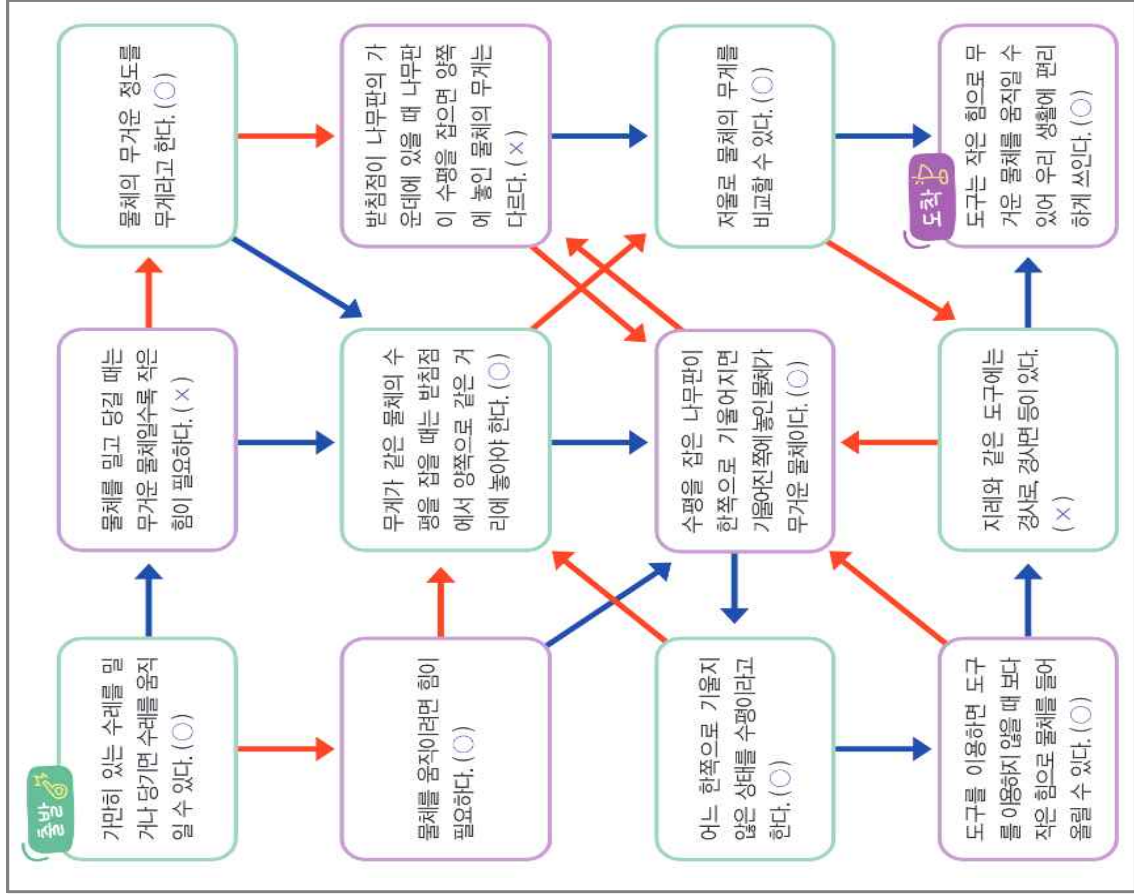 출발
가만히 있는 수레를 밀
거나 당기면 수레를 움직
일 수 있다. (○)
물체를 밀고 당길 때는
무거운 물체일수록 작은
힘이 필요하다. (×)
물체의 무거운 정도를
무게라고 한다. (○)
물체를 움직이려면 힘이
필요하다. (○)
무게가 같은 물체의 수
평을 잡을 때는 받침점
에서 양쪽으로 같은 거
리에 놓아야 한다. (○)
받침점이 나무판의 가
운데에 있을 때 나무판
이 수평을 잡으면 양쪽
에 놓인 물체의 무게는
다르다. (×)
어느 한쪽으로 기울지
않은 상태를 수평이라고
한다. (○)
수평을 잡은 나무판이
한쪽으로 기울어지면
기울어진 쪽에 놓인 물체가
무거운 물체이다. (○)
저울로 물체의 무게를
비교할 수 있다. (○)
도구를 이용하면 도구
를 이용하지 않을 때 보다
작은 힘으로 물체를 들어
올릴 수 있다. (○)
지레와 같은 도구에는
경사로, 경사면 등이 있다.
(×)
도착
도구는 작은 힘으로 무
거운 물체를 움직일 수
있어 우리 생활에 편리
하게 쓰인다. (○)